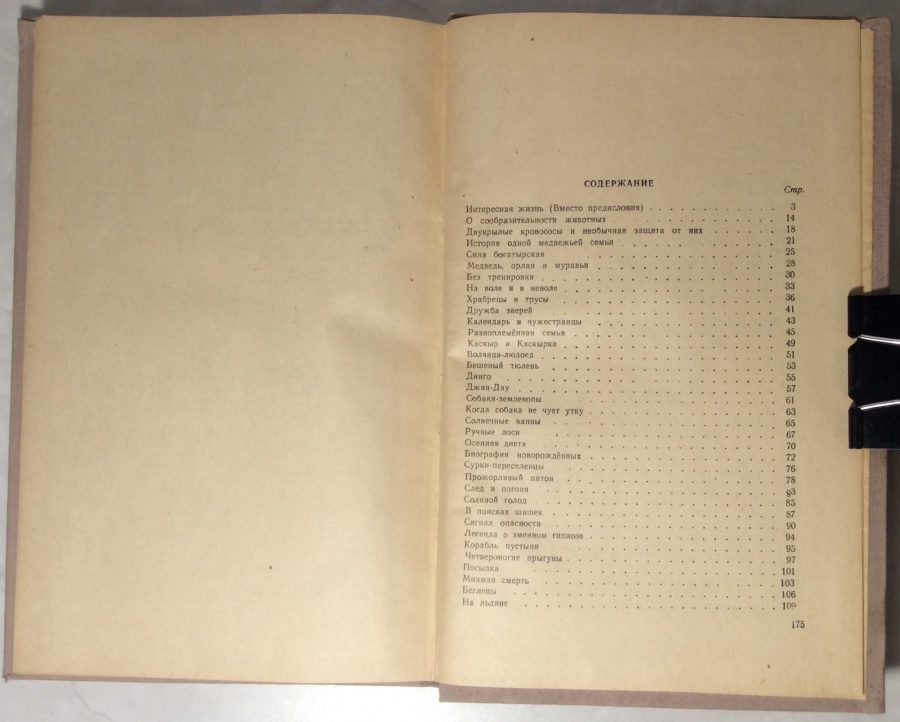 СОДЕРЖАНИЕ
Стр.
Интересная жизнь (Вместо предисловия) 3
О сообразительности животных 14
Двукрылые кровососы и необычная защита от них 18
История одной медвежьей семьи 21
Сила богатырская 25
Медведь, орлан и муравьи 28
Без тренировки 30
На воле и в неволе 33
Храбрецы и трусы 36
Дружба зверей 41
Календарь и чужестранцы 43
Разноплемённая семья 45
Каскыр и Каскырка 49
Волчица-людоед 51
Бешеный тюлень 53
Динго 55
Джин-Дау 57
Собаки-землекопы 61
Когда собака не чует утку 63
Солнечные ванны 65
Ручные лоси 67
Осенняя диета 70
Биография новорождённых 72
Сурки-переселенцы 76
Прожорливый питон 78
След и погоня g3
Соляной голод 85
В поисках шишек 87
Сигнал опасности 90
Легенда о змеином гипнозе 94
Корабль пустыни 95
Четвероногие прыгуны 97
Посылка 101
Мнимая смерть 103
Беглецы 106
На льдине 109
175